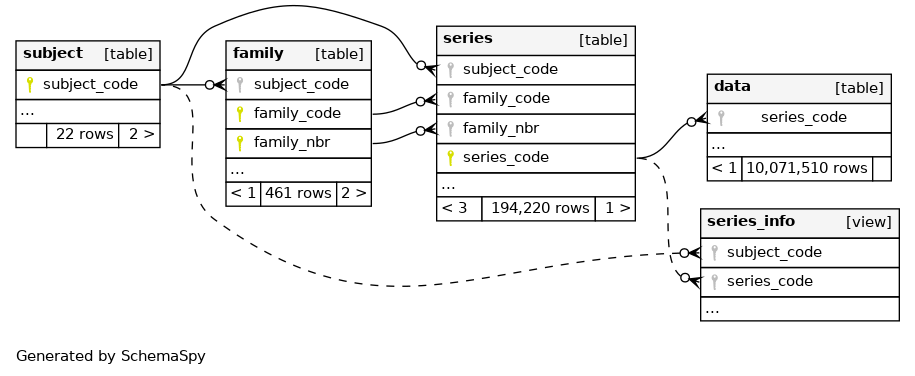 subject [table]
subject_code
...
22 rows 2 >
family [table]
subject_code
family_code
family_nbr
...
< 1 461 rows 2 >
series [table]
subject_code
family_code
family_nbr
series_code
...
< 3 194,220 rows 1 >
data [table]
series_code
...
< 1 10,071,510 rows
series_info [view]
subject_code
series_code
...
Generated by SchemaSpy